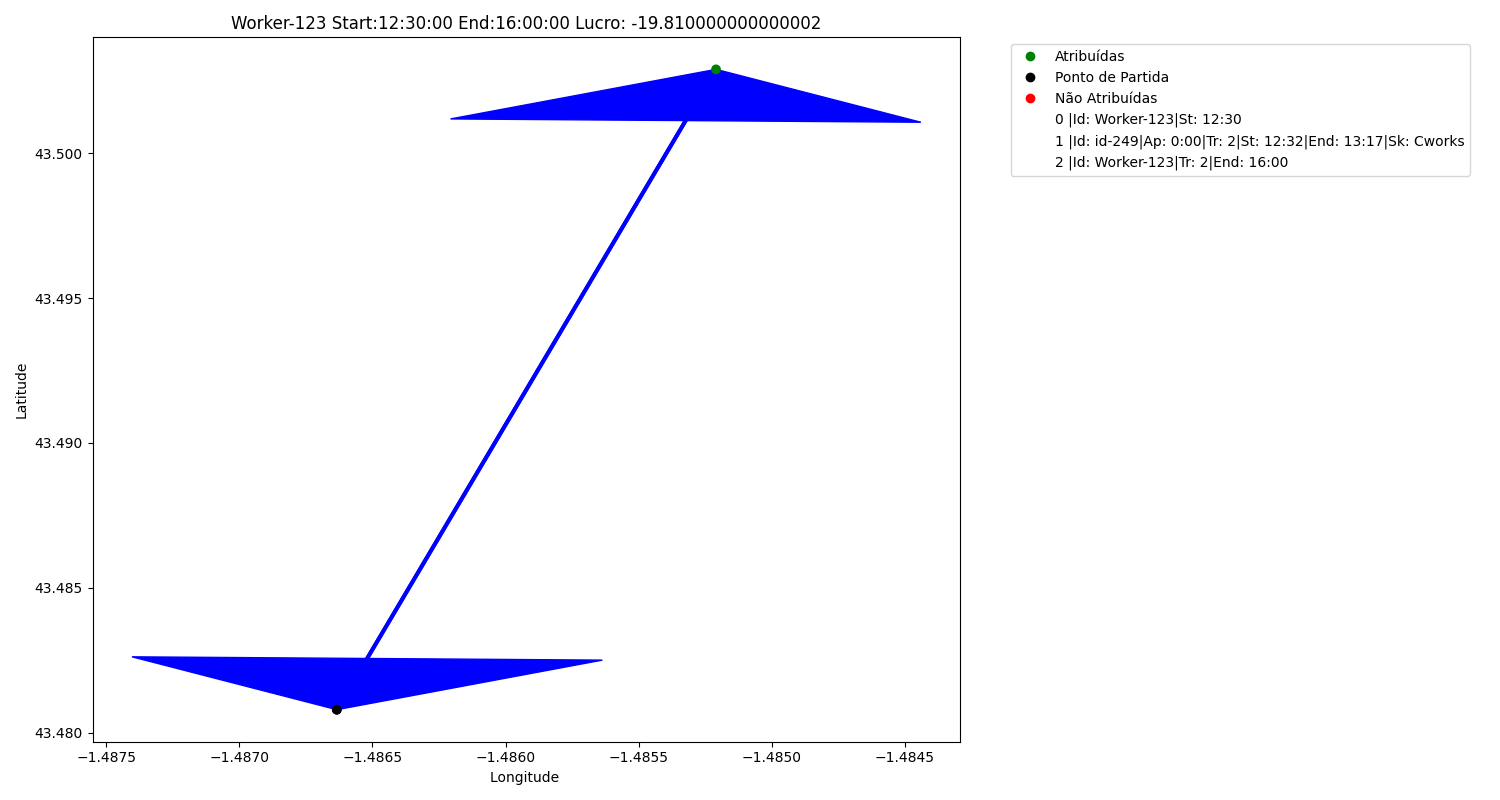 Worker-123 Start:12:30:00 End:16:00:00 Lucro: -19.810000000000002
Atribuídas
Ponto de Partida
Não Atribuídas
0 |Id: Worker-123|St: 12:30
1 |Id: id-249|Ap: 0:00|Tr: 2|St: 12:32|End: 13:17|Sk: Cworks
2 |Id: Worker-123|Tr: 2|End: 16:00
Latitude
43.500
43.495
43.490
43.485
43.480
−1.4875
−1.4870
−1.4865
−1.4860
−1.4855
−1.4850
−1.4845
Longitude